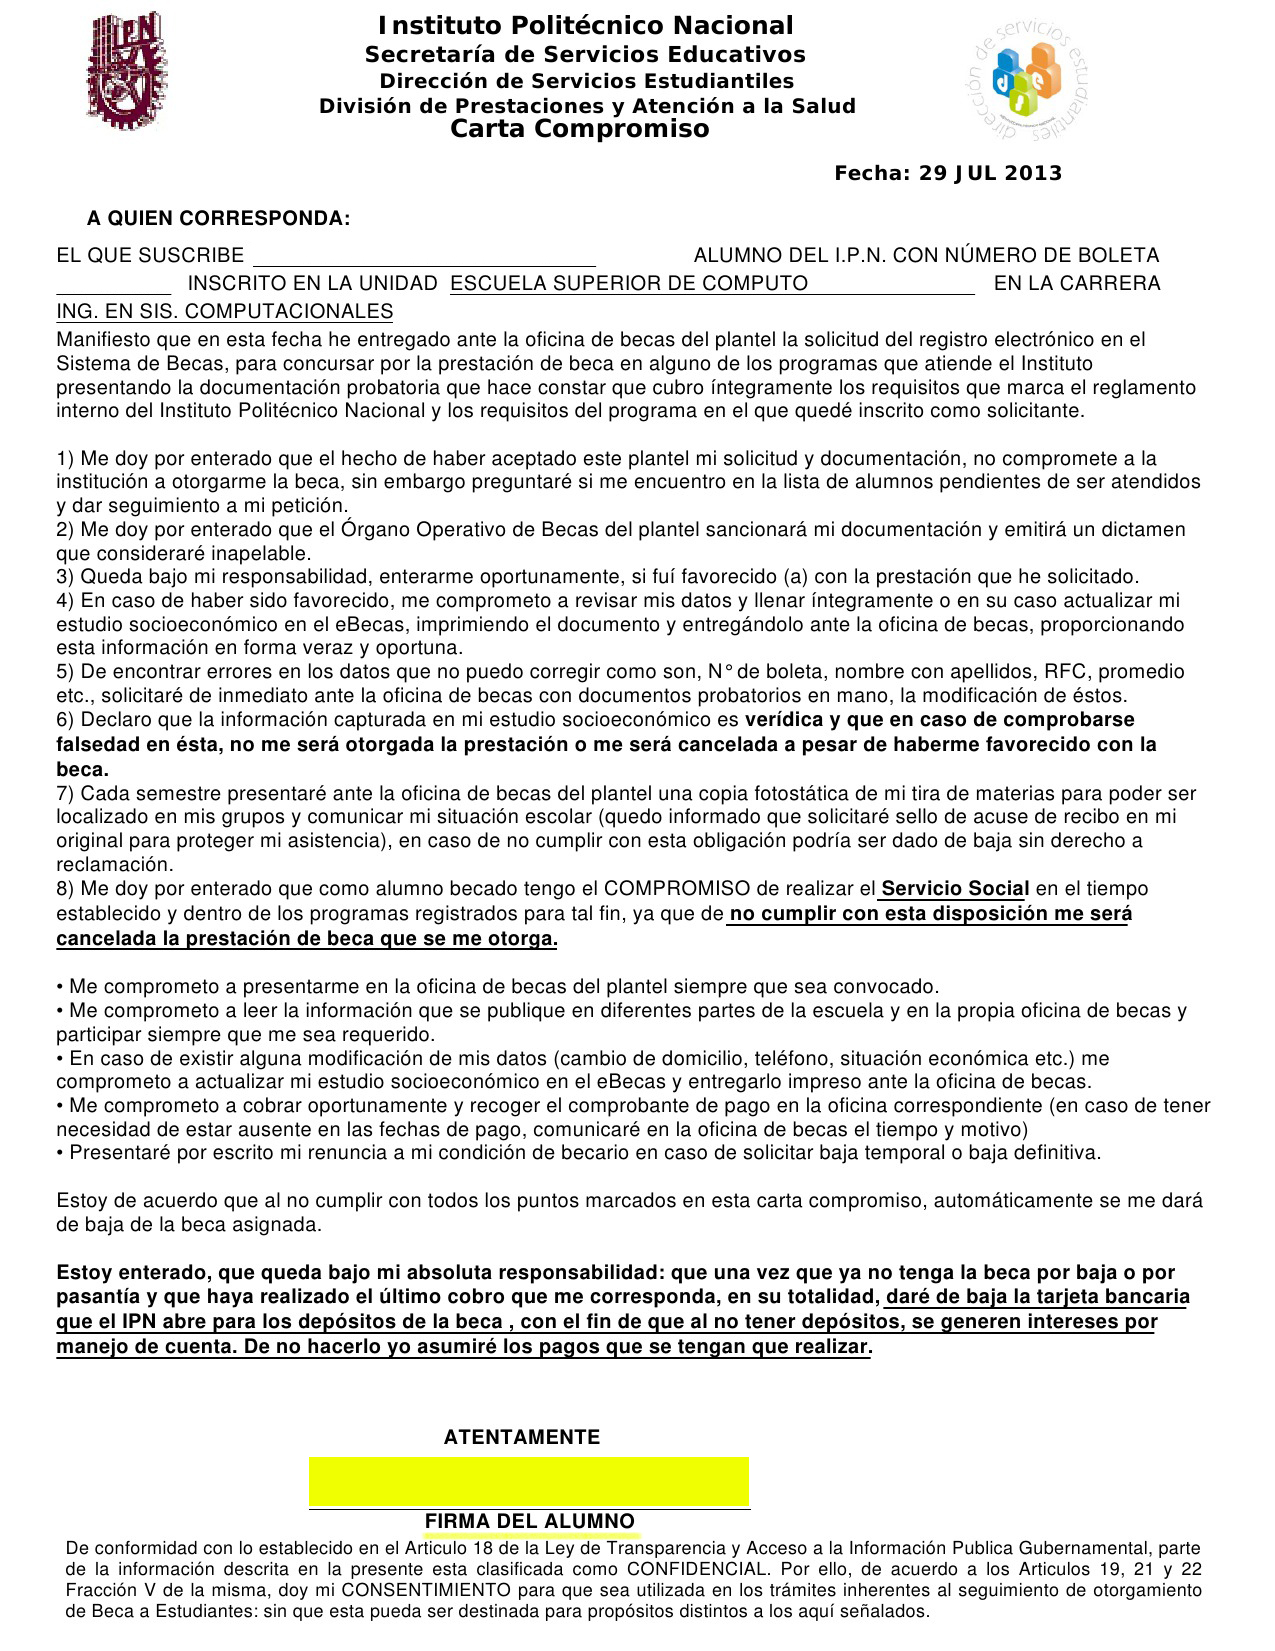 IPN
Instituto Politécnico Nacional
Secretaría de Servicios Educativos
Dirección de Servicios Estudiantiles
División de Prestaciones y Atención a la Salud
Carta Compromiso
dirección de servicios estudiantiles
dse
Fecha: 29 JUL 2013
A QUIEN CORRESPONDA:
EL QUE SUSCRIBE ALUMNO DEL I.P.N. CON NÚMERO DE BOLETA
INSCRITO EN LA UNIDAD ESCUELA SUPERIOR DE COMPUTO EN LA CARRERA
ING. EN SIS. COMPUTACIONALES
Manifiesto que en esta fecha he entregado ante la oficina de becas del plantel la solicitud del registro electrónico en el
Sistema de Becas, para concursar por la prestación de beca en alguno de los programas que atiende el Instituto
presentando la documentación probatoria que hace constar que cubro íntegramente los requisitos que marca el reglamento
interno del Instituto Politécnico Nacional y los requisitos del programa en el que quedé inscrito como solicitante.
1) Me doy por enterado que el hecho de haber aceptado este plantel mi solicitud y documentación, no compromete a la
institución a otorgarme la beca, sin embargo preguntaré si me encuentro en la lista de alumnos pendientes de ser atendidos
y dar seguimiento a mi petición.
2) Me doy por enterado que el Órgano Operativo de Becas del plantel sancionará mi documentación y emitirá un dictamen
que consideraré inapelable.
3) Queda bajo mi responsabilidad, enterarme oportunamente, si fuí favorecido (a) con la prestación que he solicitado.
4) En caso de haber sido favorecido, me comprometo a revisar mis datos y llenar íntegramente o en su caso actualizar mi
estudio socioeconómico en el eBecas, imprimiendo el documento y entregándolo ante la oficina de becas, proporcionando
esta información en forma veraz y oportuna.
5) De encontrar errores en los datos que no puedo corregir como son, N° de boleta, nombre con apellidos, RFC, promedio
etc., solicitaré de inmediato ante la oficina de becas con documentos probatorios en mano, la modificación de éstos.
6) Declaro que la información capturada en mi estudio socioeconómico es verídica y que en caso de comprobarse
falsedad en ésta, no me será otorgada la prestación o me será cancelada a pesar de haberme favorecido con la
beca.
7) Cada semestre presentaré ante la oficina de becas del plantel una copia fotostática de mi tira de materias para poder ser
localizado en mis grupos y comunicar mi situación escolar (quedo informado que solicitaré sello de acuse de recibo en mi
original para proteger mi asistencia), en caso de no cumplir con esta obligación podría ser dado de baja sin derecho a
reclamación.
8) Me doy por enterado que como alumno becado tengo el COMPROMISO de realizar el Servicio Social en el tiempo
establecido y dentro de los programas registrados para tal fin, ya que de no cumplir con esta disposición me será
cancelada la prestación de beca que se me otorga.
• Me comprometo a presentarme en la oficina de becas del plantel siempre que sea convocado.
• Me comprometo a leer la información que se publique en diferentes partes de la escuela y en la propia oficina de becas y
participar siempre que me sea requerido.
• En caso de existir alguna modificación de mis datos (cambio de domicilio, teléfono, situación económica etc.) me
comprometo a actualizar mi estudio socioeconómico en el eBecas y entregarlo impreso ante la oficina de becas.
• Me comprometo a cobrar oportunamente y recoger el comprobante de pago en la oficina correspondiente (en caso de tener
necesidad de estar ausente en las fechas de pago, comunicaré en la oficina de becas el tiempo y motivo)
• Presentaré por escrito mi renuncia a mi condición de becario en caso de solicitar baja temporal o baja definitiva.
Estoy de acuerdo que al no cumplir con todos los puntos marcados en esta carta compromiso, automáticamente se me dará
de baja de la beca asignada.
Estoy enterado, que queda bajo mi absoluta responsabilidad: que una vez que ya no tenga la beca por baja o por
pasantía y que haya realizado el último cobro que me corresponda, en su totalidad, daré de baja la tarjeta bancaria
que el IPN abre para los depósitos de la beca , con el fin de que al no tener depósitos, se generen intereses por
manejo de cuenta. De no hacerlo yo asumiré los pagos que se tengan que realizar.
ATENTAMENTE
FIRMA DEL ALUMNO
De conformidad con lo establecido en el Articulo 18 de la Ley de Transparencia y Acceso a la Información Publica Gubernamental, parte
de la información descrita en la presente esta clasificada como CONFIDENCIAL. Por ello, de acuerdo a los Articulos 19, 21 y 22
Fracción V de la misma, doy mi CONSENTIMIENTO para que sea utilizada en los trámites inherentes al seguimiento de otorgamiento
de Beca a Estudiantes: sin que esta pueda ser destinada para propósitos distintos a los aquí señalados.